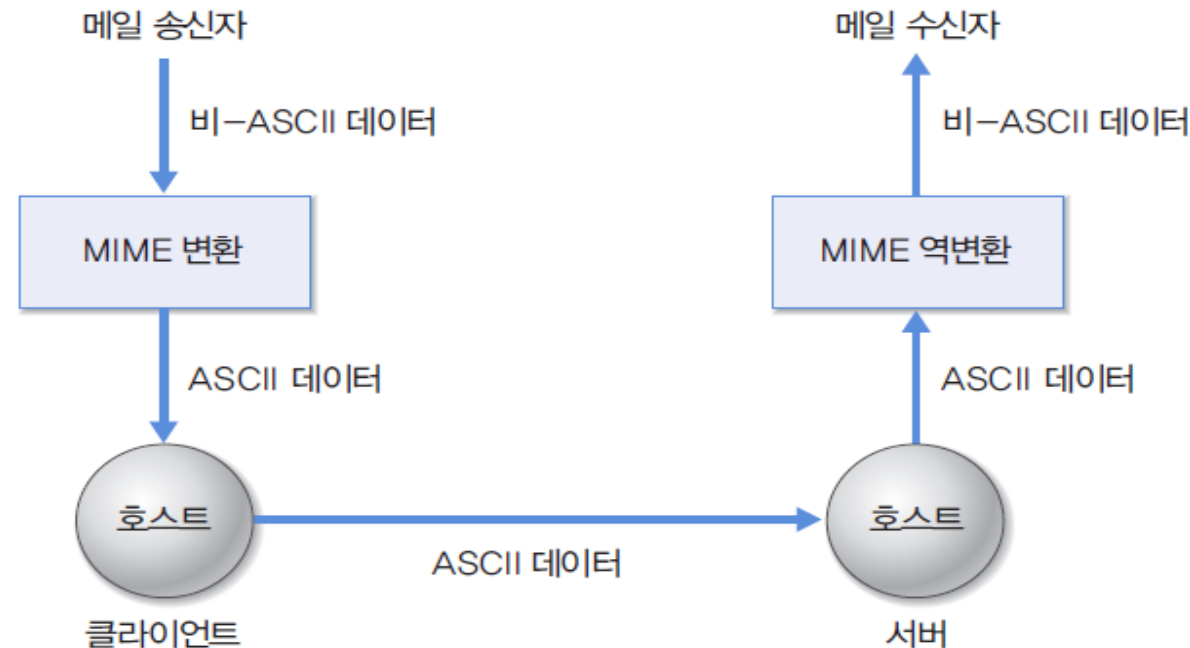 메일 송신자
메일 수신자
비-ASCII 데이터
비-ASCII 데이터
MIME 변환
MIME 역변환
ASCII 데이터
ASCII 데이터
호스트
호스트
ASCII 데이터
클라이언트
서버